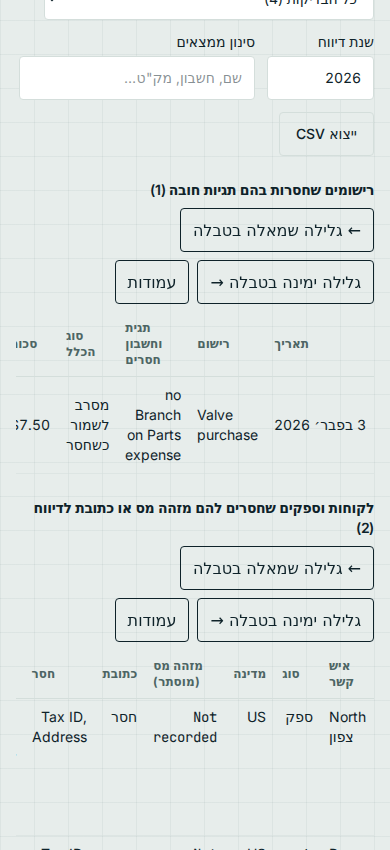 כל הבדיקות (4)
שנת דיווח
סינון ממצאים
2026
שם, חשבון, מק"ט...
ייצוא CSV
רישומים שחסרות בהם תגיות חובה (1)
← גלילה שמאלה בטבלה
גלילה ימינה בטבלה →
עמודות
תאריך
רישום
תגית
וחשבון
חסרים
סוג
הכלל
3 בפבר׳ 2026
Valve
purchase
no
Branch
on Parts
expense
מסרב
לשמור
כשחסר
לקוחות וספקים שחסרים להם מזהה מס או כתובת לדיווח
(2)
← גלילה שמאלה בטבלה
גלילה ימינה בטבלה →
עמודות
איש
קשר
סוג
מדינה
מזהה מס
(מוסתר)
כתובת
חסר
North
צפון
ספק
US
Not
recorded
חסר
Tax ID,
Address